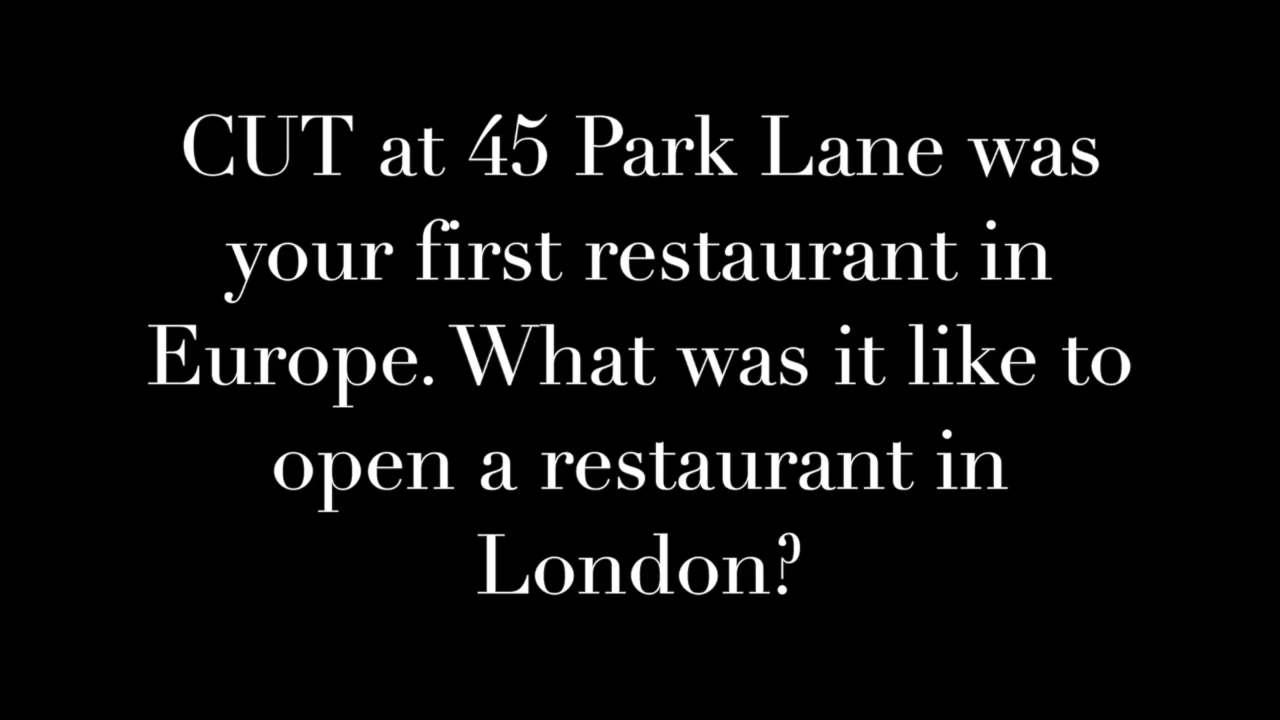 CUT at 45 Park Lane was
your first restaurant in
Europe. What was it like to
open a restaurant in
London?